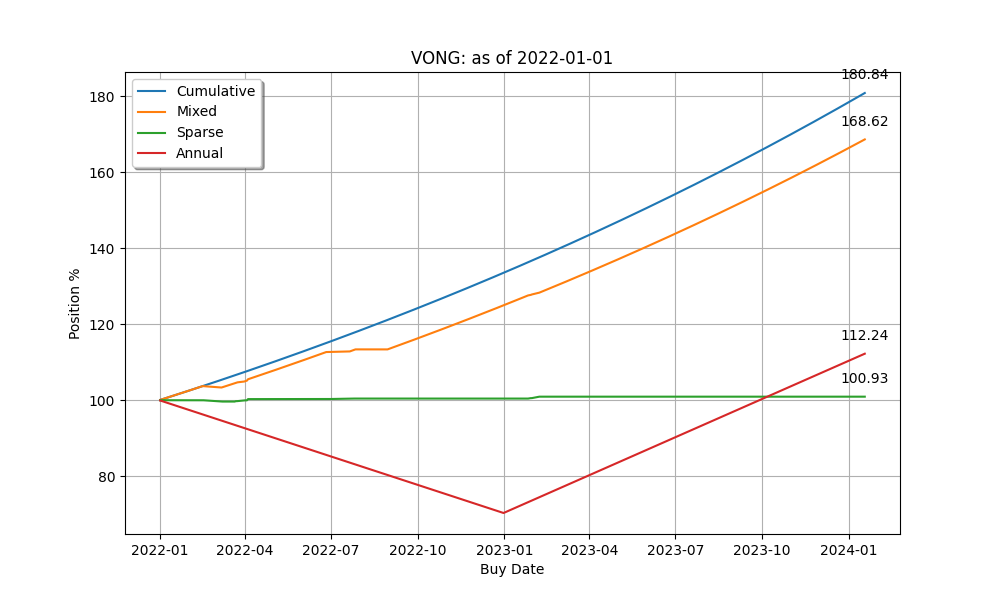 VONG: as of 2022-01-01
Cumulative
Mixed
Sparse
Annual
180.84
168.62
112.24
100.93
Position %
180
160
140
120
100
80
2022-01 2022-04 2022-07 2022-10 2023-01 2023-04 2023-07 2023-10 2024-01
Buy Date